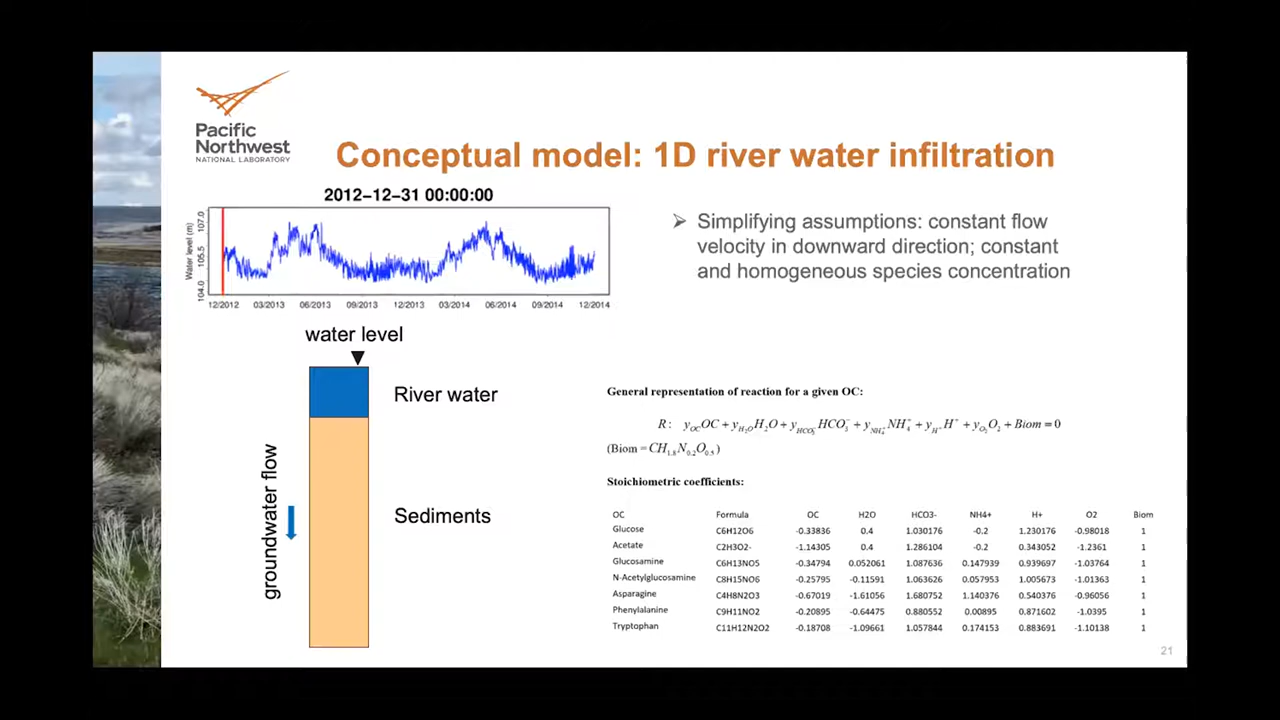 Pacific
Northwest
NATIONAL LABORATORY
Conceptual model: 1D river water infiltration
2012−12−31 00:00:00
Water level (m)
107.0
105.5
104.0
12/2012 03/2013 06/2013 09/2013 12/2013 03/2014 06/2014 09/2014 12/2014
➢ Simplifying assumptions: constant flow
velocity in downward direction; constant
and homogeneous species concentration
water level
River water
groundwater flow
Sediments
General representation of reaction for a given OC:
R: y_OC OC + y_H₂O H₂O + y_HCO₃⁻ HCO₃⁻ + y_NH₄⁺ NH₄⁺ + y_H⁺ H⁺ + y_O₂ O₂ + Biom = 0
(Biom = CH₁.₈N₀.₂O₀.₅)
Stoichiometric coefficients:
OC Formula OC H2O HCO3- NH4+ H+ O2 Biom
Glucose C6H12O6 -0.33836 0.4 1.030176 -0.2 1.230176 -0.98018 1
Acetate C2H3O2- -1.14305 0.4 1.286104 -0.2 0.343052 -1.2361 1
Glucosamine C6H13NO5 -0.34794 0.052061 1.087636 0.147939 0.939697 -1.03764 1
N-Acetylglucosamine C8H15NO6 -0.25795 -0.11591 1.063626 0.057953 1.005673 -1.01363 1
Asparagine C4H8N2O3 -0.67019 -1.61056 1.680752 1.140376 0.540376 -0.96056 1
Phenylalanine C9H11NO2 -0.20895 -0.64475 0.880552 0.00895 0.871602 -1.0395 1
Tryptophan C11H12N2O2 -0.18708 -1.09661 1.057844 0.174153 0.883691 -1.10138 1
21